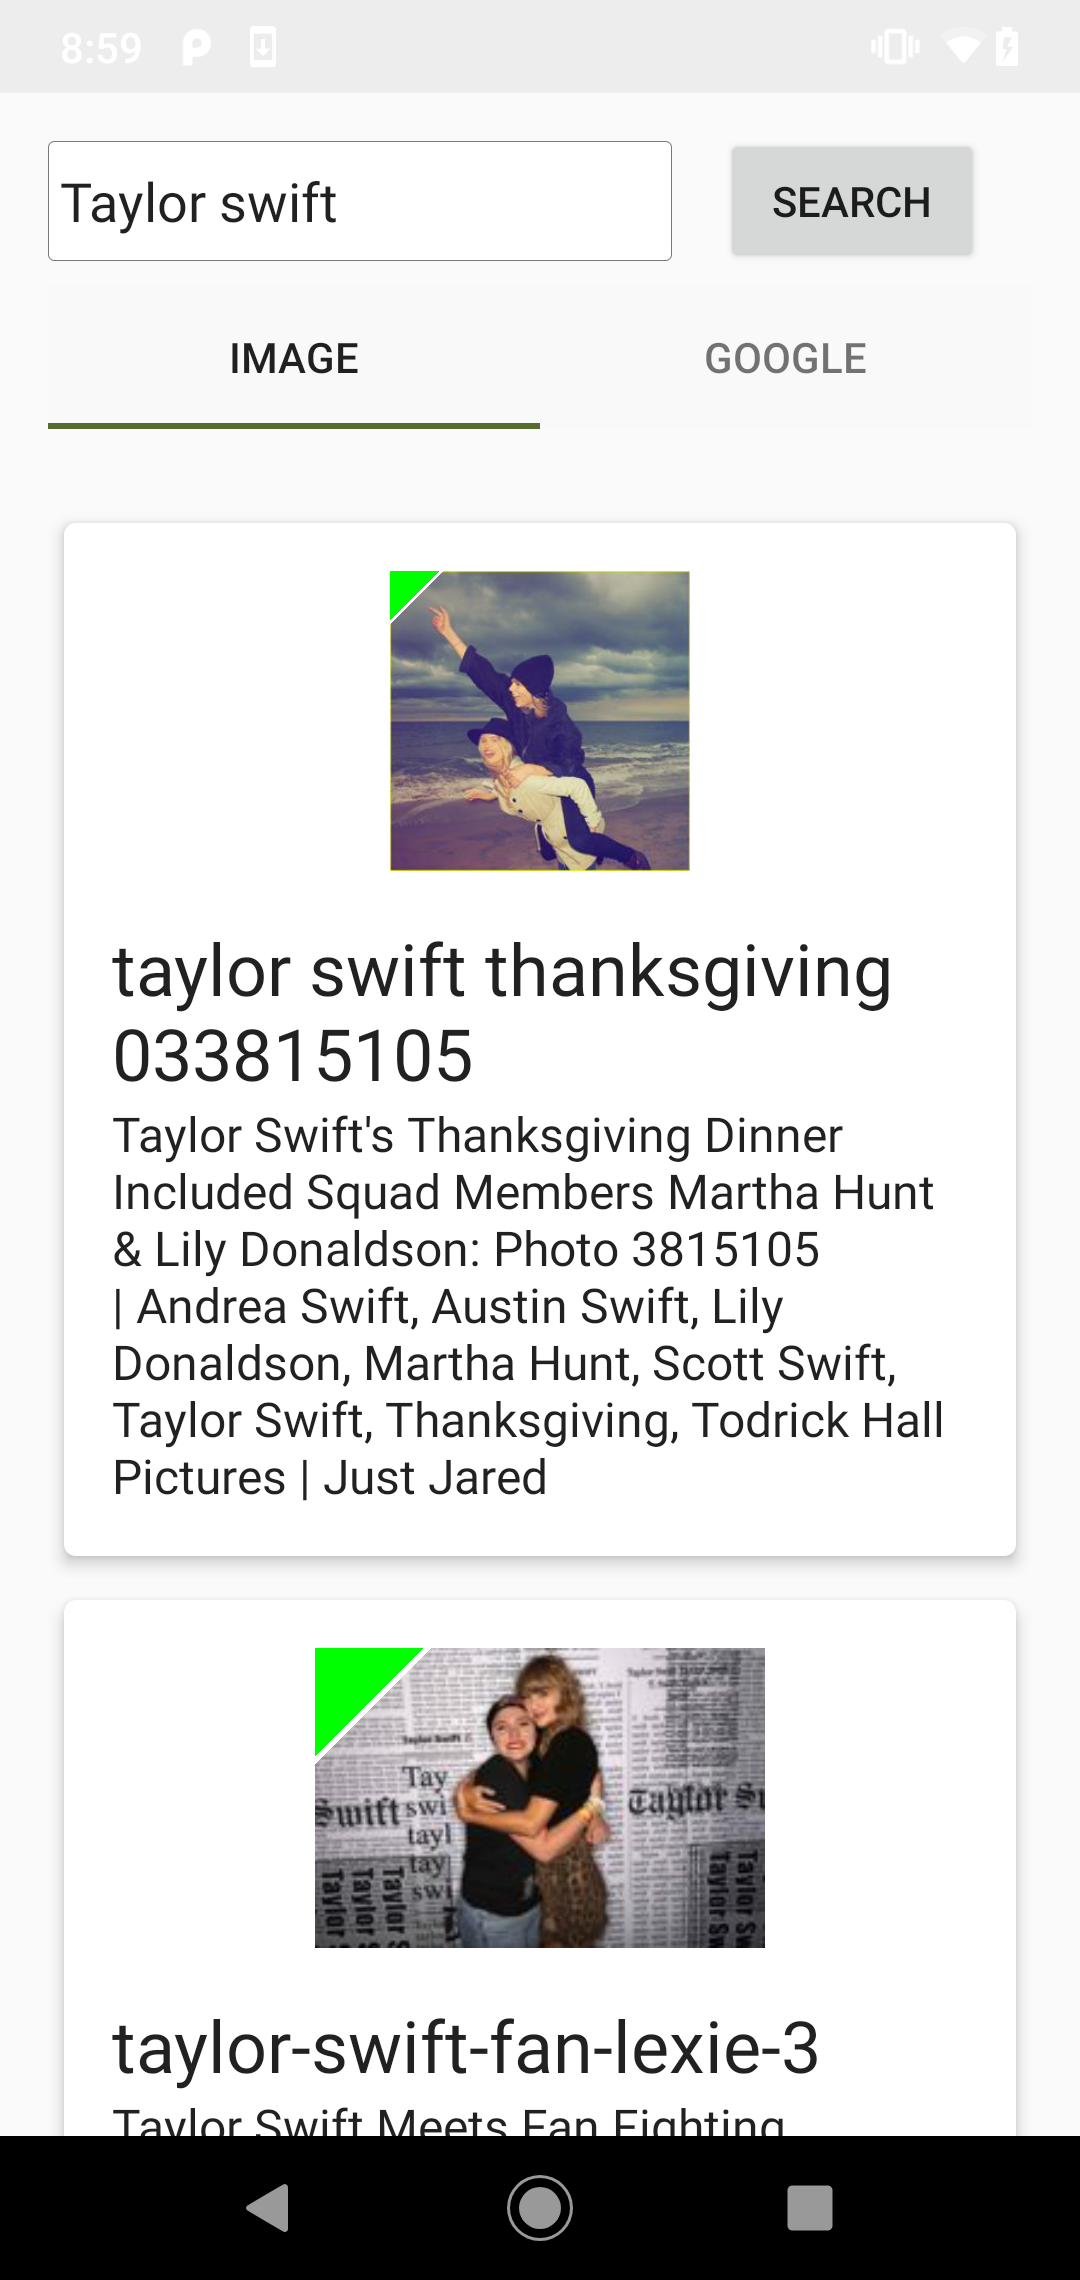 8:59
Taylor swift
SEARCH
IMAGE
GOOGLE
taylor swift thanksgiving
033815105
Taylor Swift's Thanksgiving Dinner
Included Squad Members Martha Hunt
& Lily Donaldson: Photo 3815105
| Andrea Swift, Austin Swift, Lily
Donaldson, Martha Hunt, Scott Swift,
Taylor Swift, Thanksgiving, Todrick Hall
Pictures | Just Jared
Tay
Swift
swi
Taylor
tayl
tay
swi
Taylor S
Taylor S
Taylor S
Taylor Sw
Taylor Sw
taylor-swift-fan-lexie-3
Taylor Swift Meets Fan Fighting